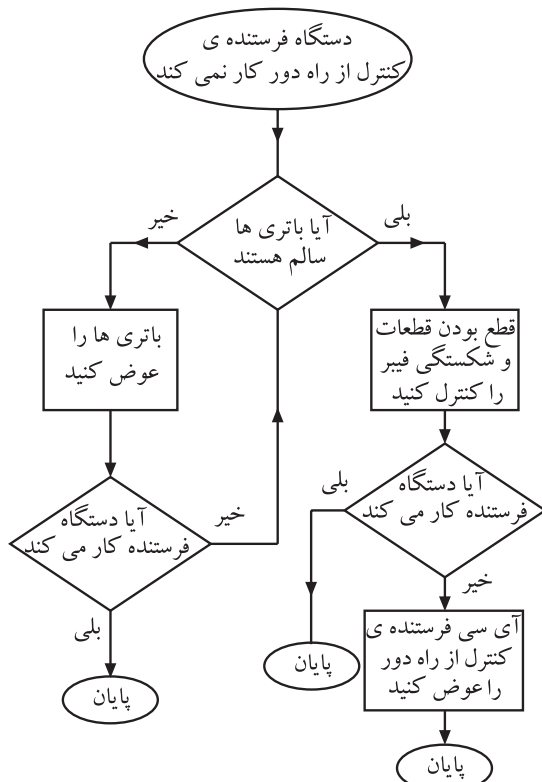 دستگاه فرستنده ی
کنترل از راه دور کار نمی کند
آیا باتری ها
سالم هستند
بلی
خیر
قطع بودن قطعات
و شکستگی فیبر
را کنترل کنید
باتری ها را
عوض کنید
آیا دستگاه
فرستنده کار می کند
بلی
خیر
آیا دستگاه
فرستنده کار می کند
خیر
بلی
آی سی فرستنده ی
کنترل از راه دور
را عوض کنید
پایان
پایان
پایان